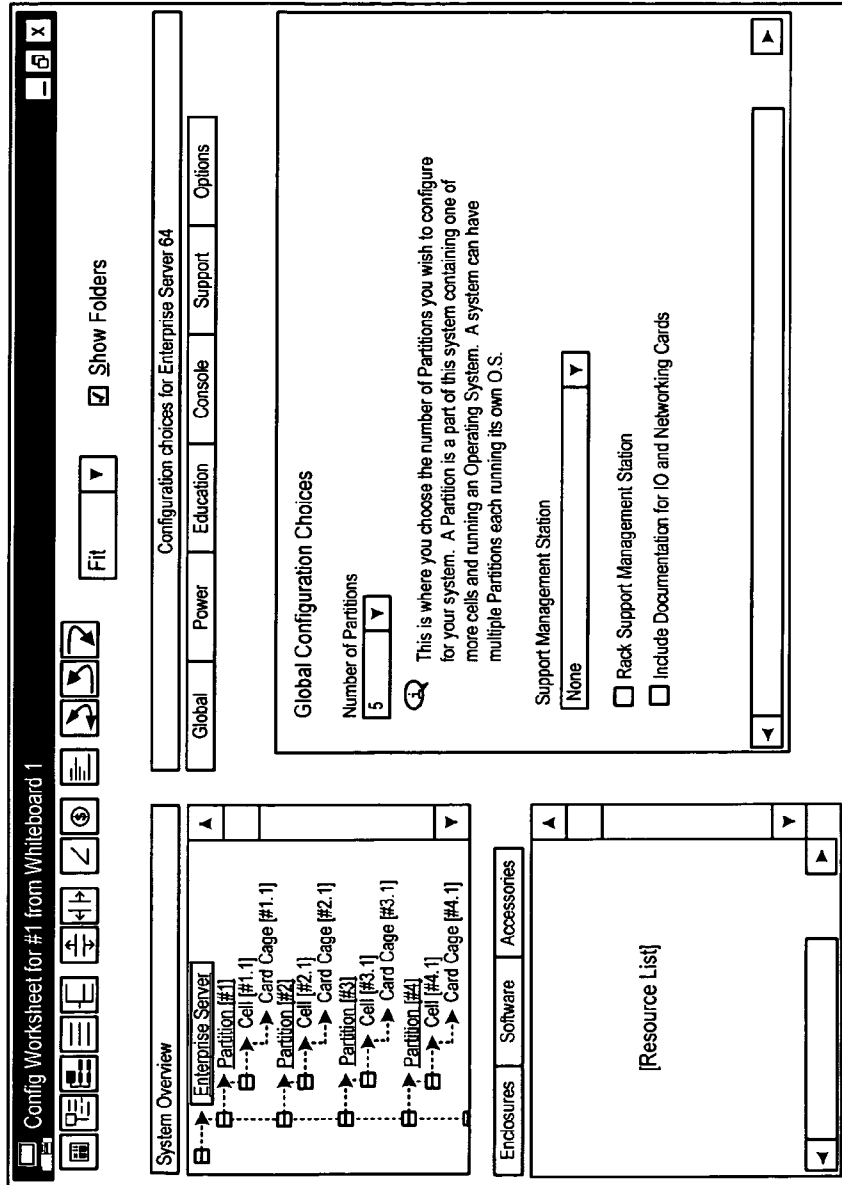 Config Worksheet for #1 from Whiteboard 1
Fit
Show Folders
System Overview
Enterprise Server
Partition [#1]
Cell [#1.1]
Card Cage [#1.1]
Partition [#2]
Cell [#2.1]
Card Cage [#2.1]
Partition [#3]
Cell [#3.1]
Card Cage [#3.1]
Partition [#4]
Cell [#4.1]
Card Cage [#4.1]
Enclosures Software Accessories
[Resource List]
Configuration choices for Enterprise Server 64
Global Power Education Console Support Options
Global Configuration Choices
Number of Partitions
5
i
This is where you choose the number of Partitions you wish to configure
for your system. A Partition is a part of this system containing one of
more cells and running an Operating System. A system can have
multiple Partitions each running its own O.S.
Support Management Station
None
Rack Support Management Station
Include Documentation for IO and Networking Cards